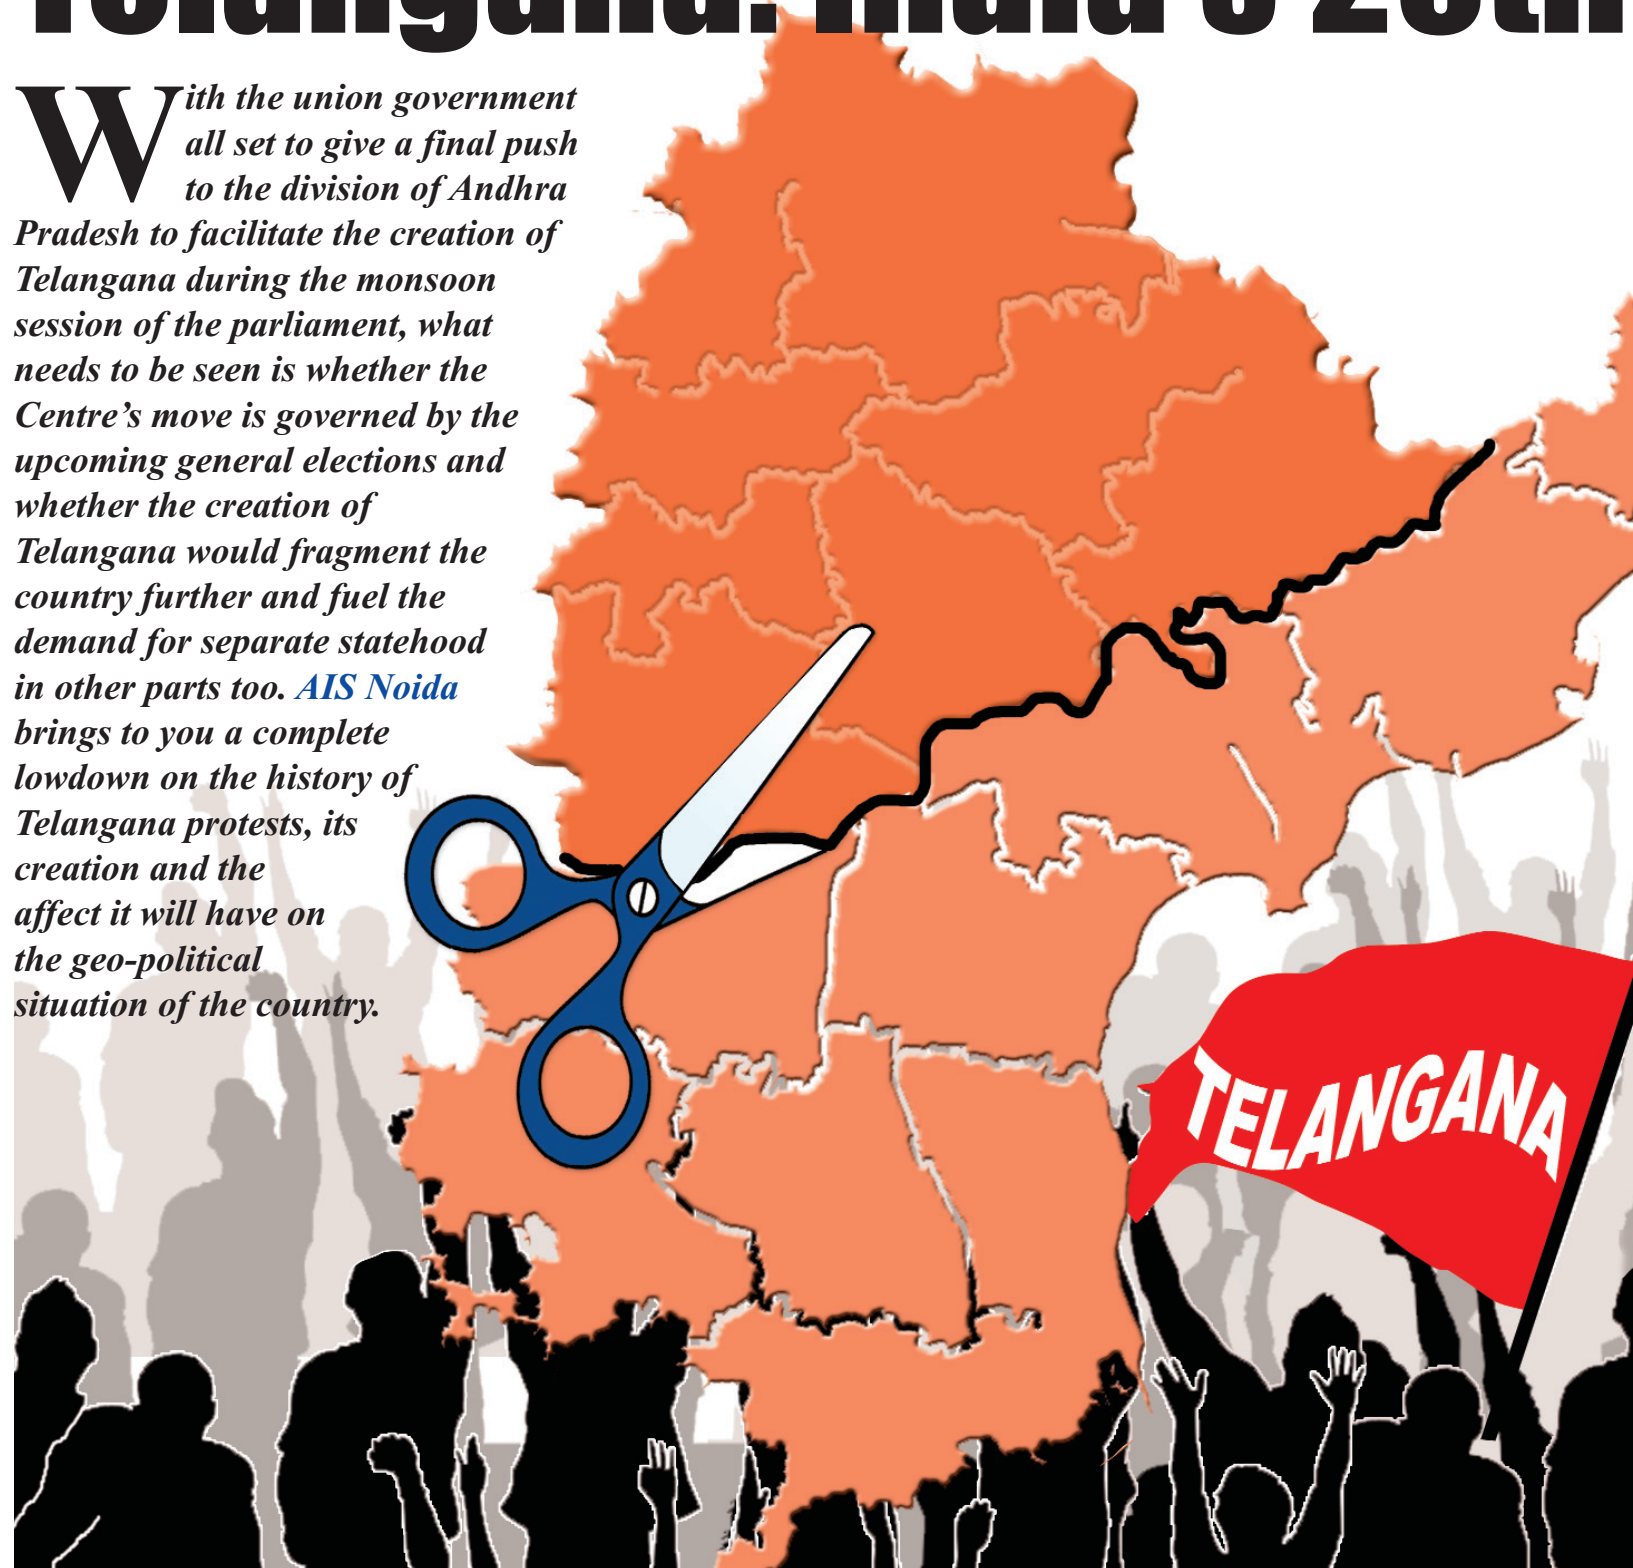 Telangana: India's 28th
With the union government
all set to give a final push
to the division of Andhra
Pradesh to facilitate the creation of
Telangana during the monsoon
session of the parliament, what
needs to be seen is whether the
Centre’s move is governed by the
upcoming general elections and
whether the creation of
Telangana would fragment the
country further and fuel the
demand for separate statehood
in other parts too. AIS Noida
brings to you a complete
lowdown on the history of
Telangana protests, its
creation and the
affect it will have on
the geo-political
situation of the country.
TELANGANA